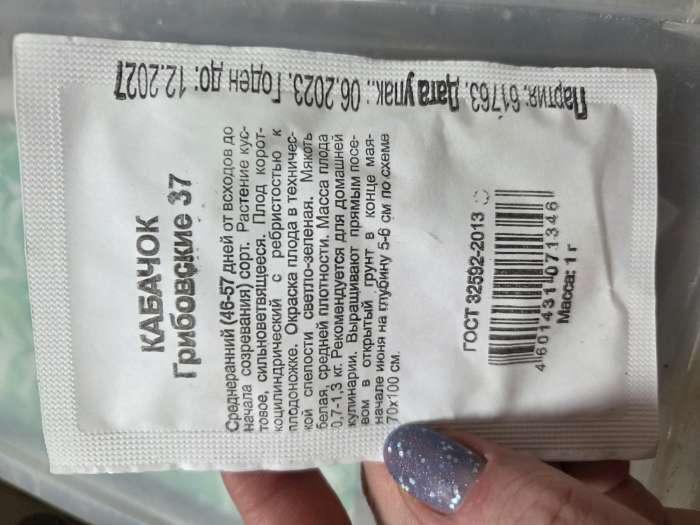 Партия: 61763. Дата упак.: 06.2023. Годен до: 12.2027
КАБАЧОК
Грибовские 37
Среднеранний (46-57 дней от всходов до
начала созревания) сорт. Растение кус-
товое, сильноветвящееся. Плод корот-
коцилиндрический с ребристостью к
плодоножке. Окраска плода в техничес-
кой спелости светло-зеленая. Мякоть
белая, средней плотности. Масса плода
0,7-1,3 кг. Рекомендуется для домашней
кулинарии. Выращивают прямым посе-
вом в открытый грунт в конце мая-
начале июня на глубину 5-6 см по схеме
70x100 см.
ГОСТ 32592-2013
4 601431 071346
Масса: 1 г